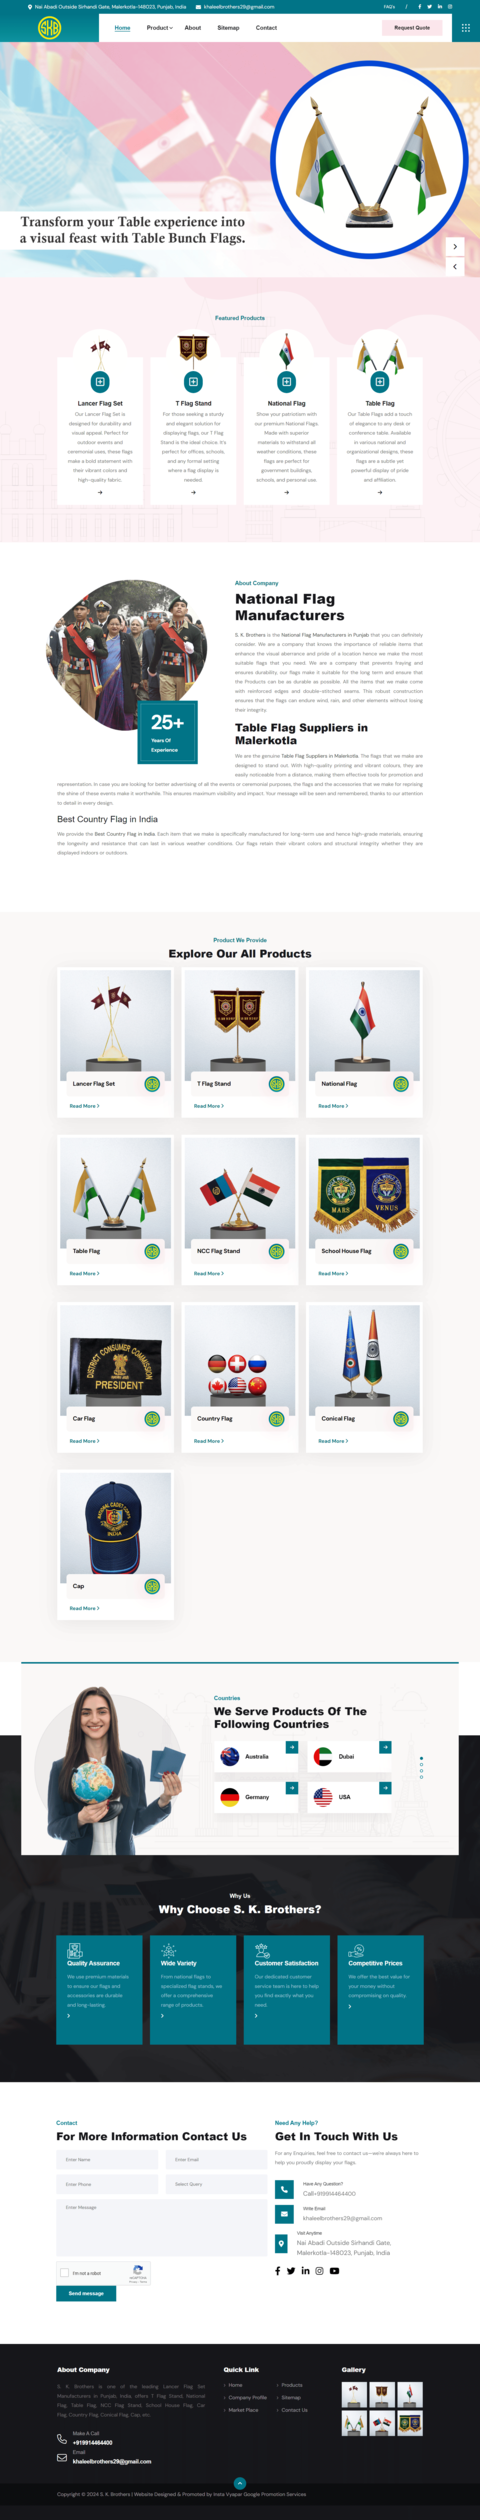 Nai Abadi Outside Sirhandi Gate, Malerkotla-148023, Punjab, India khaleelbrothers29@gmail.com FAQ's /
SKB
Home Product About Sitemap Contact Request Quote
Transform your Table experience into
a visual feast with Table Bunch Flags.
Featured Products
Lancer Flag Set
Our Lancer Flag Set is
designed for durability and
visual appeal. Perfect for
outdoor events and
ceremonial uses, these flags
make a bold statement with
their vibrant colors and
high-quality fabric.
T Flag Stand
For those seeking a sturdy
and elegant solution for
displaying flags, our T Flag
Stand is the ideal choice. It's
perfect for offices, schools,
and any formal setting
where a flag display is
needed.
National Flag
Show your patriotism with
our premium National Flags.
Made with superior
materials to withstand all
weather conditions, these
flags are perfect for
government buildings,
schools, and personal use.
Table Flag
Our Table Flags add a touch
of elegance to any desk or
conference table. Available
in various national and
organizational designs, these
flags are a subtle yet
powerful display of pride
and affiliation.
25+
Years Of
Experience
About Company
National Flag
Manufacturers
S. K. Brothers is the National Flag Manufacturers in Punjab that you can definitely
consider. We are a company that knows the importance of reliable items that
enhance the visual aberrance and pride of a location hence we make the most
suitable flags that you need. We are a company that prevents fraying and
ensures durability, our flags make it suitable for the long term and ensure that
the Products can be as durable as possible. All the items that we make come
with reinforced edges and double-stitched seams. This robust construction
ensures that the flags can endure wind, rain, and other elements without losing
their integrity.
Table Flag Suppliers in
Malerkotla
We are the genuine Table Flag Suppliers in Malerkotla. The flags that we make are
designed to stand out. With high-quality printing and vibrant colours, they are
easily noticeable from a distance, making them effective tools for promotion and
representation. In case you are looking for better advertising of all the events or ceremonial purposes, the flags and the accessories that we make for reprising
the shine of these events make it worthwhile. This ensures maximum visibility and impact. Your message will be seen and remembered, thanks to our attention
to detail in every design.
Best Country Flag in India
We provide the Best Country Flag in India. Each item that we make is specifically manufactured for long-term use and hence high-grade materials, ensuring
the longevity and resistance that can last in various weather conditions. Our flags retain their vibrant colors and structural integrity whether they are
displayed indoors or outdoors.
Product We Provide
Explore Our All Products
Lancer Flag Set
Read More
T Flag Stand
Read More
National Flag
Read More
Table Flag
Read More
NCC Flag Stand
Read More
MARS
VENUS
School House Flag
Read More
DISTRICT CONSUMER COMMISSION
PRESIDENT
Car Flag
Read More
Country Flag
Read More
Conical Flag
Read More
NATIONAL CADET CORPS
INDIA
Cap
Read More
Countries
We Serve Products Of The
Following Countries
Australia
Dubai
Germany
USA
Why Us
Why Choose S. K. Brothers?
Quality Assurance
We use premium materials
to ensure our flags and
accessories are durable
and long-lasting.
Wide Variety
From national flags to
specialized flag stands, we
offer a comprehensive
range of products.
Customer Satisfaction
Our dedicated customer
service team is here to help
you find exactly what you
need.
Competitive Prices
We offer the best value for
your money without
compromising on quality.
Contact
For More Information Contact Us
Enter Name Enter Email
Enter Phone Select Query
Enter Message
I'm not a robot
reCAPTCHA
Privacy - Terms
Send message
Need Any Help?
Get In Touch With Us
For any Enquiries, feel free to contact us—we're always here to
help you proudly display your flags.
Have Any Question?
Call+919914464400
Write Email
khaleelbrothers29@gmail.com
Visit Anytime
Nai Abadi Outside Sirhandi Gate,
Malerkotla-148023, Punjab, India
About Company
S. K. Brothers is one of the leading Lancer Flag Set
Manufacturers in Punjab, India, offers T Flag Stand, National
Flag, Table Flag, NCC Flag Stand, School House Flag, Car
Flag, Country Flag, Conical Flag, Cap, etc.
Make A Call
+919914464400
Email
khaleelbrothers29@gmail.com
Quick Link
Home
Company Profile
Market Place
Products
Sitemap
Contact Us
Gallery
Copyright © 2024 S. K. Brothers | Website Designed & Promoted by Insta Vyapar Google Promotion Services